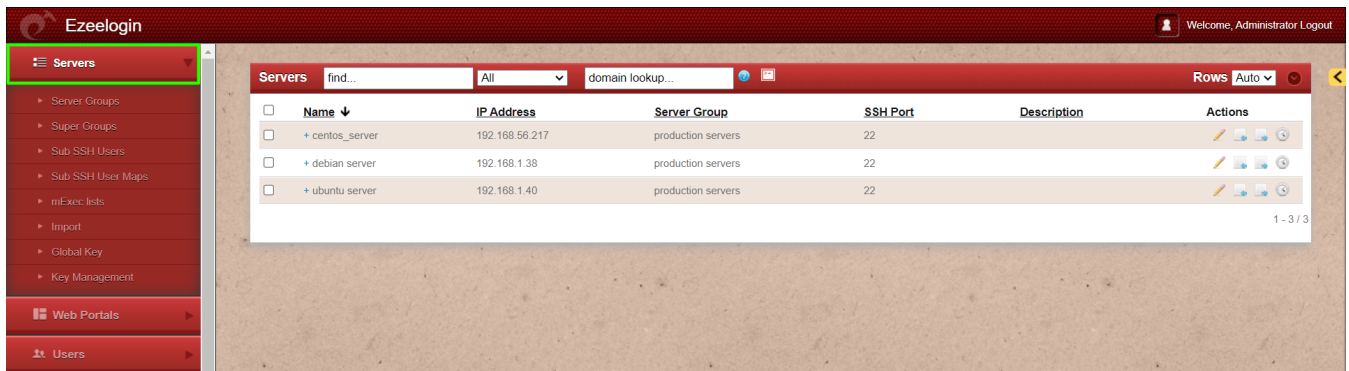 Ezeelogin
Welcome, Administrator Logout
Servers
Server Groups
Super Groups
Sub SSH Users
Sub SSH User Maps
mExec lists
Import
Global Key
Key Management
Web Portals
Users
Servers find... All domain lookup... Rows Auto
Name IP Address Server Group SSH Port Description Actions
+ centos_server 192.168.56.217 production servers 22
+ debian server 192.168.1.38 production servers 22
+ ubuntu server 192.168.1.40 production servers 22
1 - 3 / 3